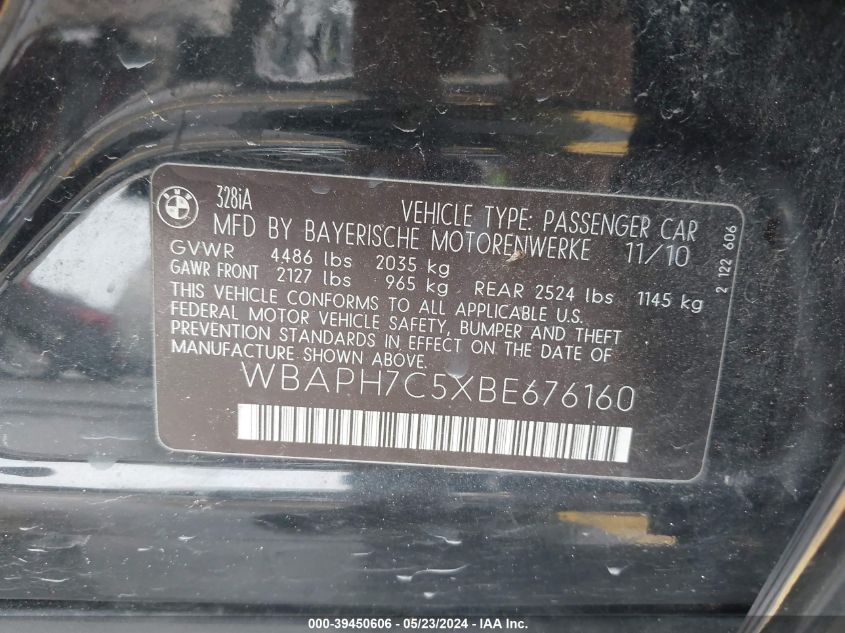 BMW
328iA
VEHICLE TYPE: PASSENGER CAR
MFD BY BAYERISCHE MOTORENWERKE 11/10
GVWR 4486 lbs 2035 kg
GAWR FRONT 2127 lbs 965 kg REAR 2524 lbs 1145 kg
THIS VEHICLE CONFORMS TO ALL APPLICABLE U.S.
FEDERAL MOTOR VEHICLE SAFETY, BUMPER AND THEFT
PREVENTION STANDARDS IN EFFECT ON THE DATE OF
MANUFACTURE SHOWN ABOVE.
WBAPH7C5XBE676160
2 122 606
000-39450606 - 05/23/2024 - © IAA, Inc.